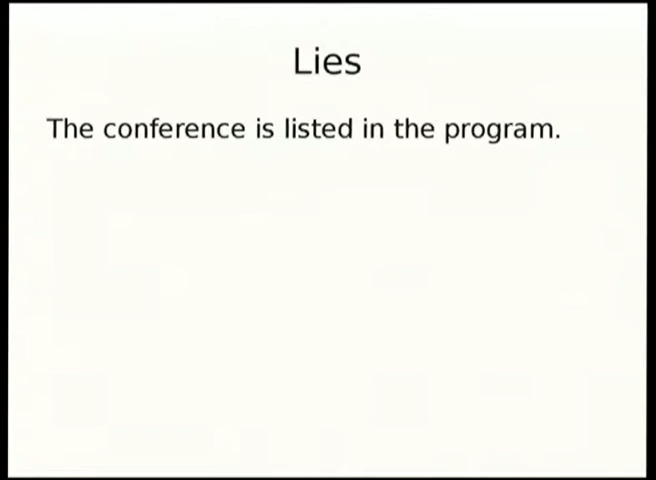 Lies
The conference is listed in the program.